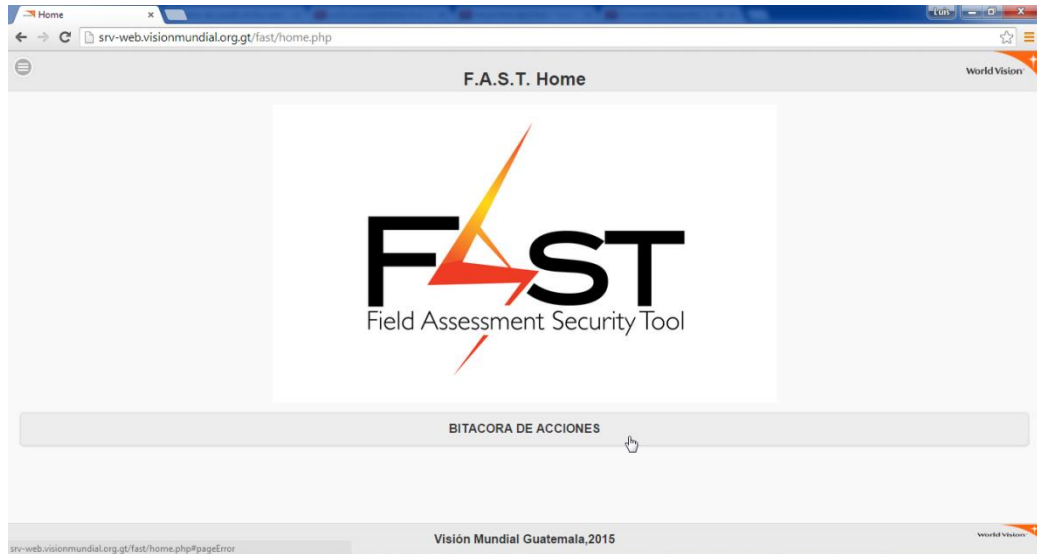 Home
Luis
srv-web.visionmundial.org.gt/fast/home.php
F.A.S.T. Home
World Vision
FAST
Field Assessment Security Tool
BITACORA DE ACCIONES
Visión Mundial Guatemala,2015
World Vision
srv-web.visionmundial.org.gt/fast/home.php#pageError